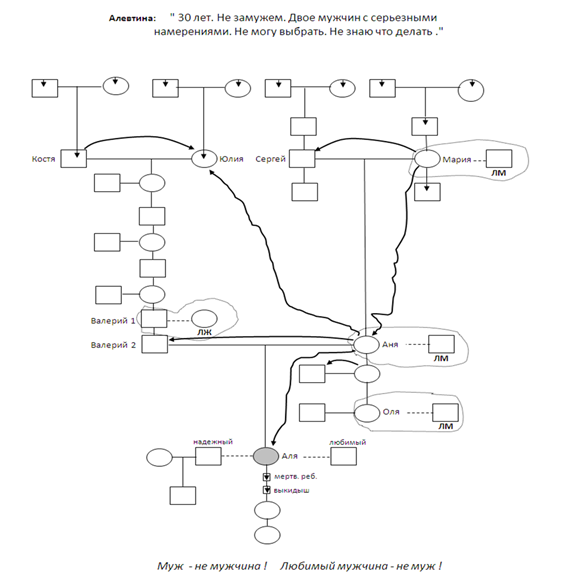 Алевтина: " 30 лет. Не замужем. Двое мужчин с серьезными
намерениями. Не могу выбрать. Не знаю что делать ."
Костя
Юлия
Сергей
Мария
ЛМ
Валерий 1
ЛЖ
Валерий 2
Аня
ЛМ
Оля
ЛМ
надежный
любимый
Аля
мертв. реб.
выкидыш
Муж - не мужчина ! Любимый мужчина - не муж !